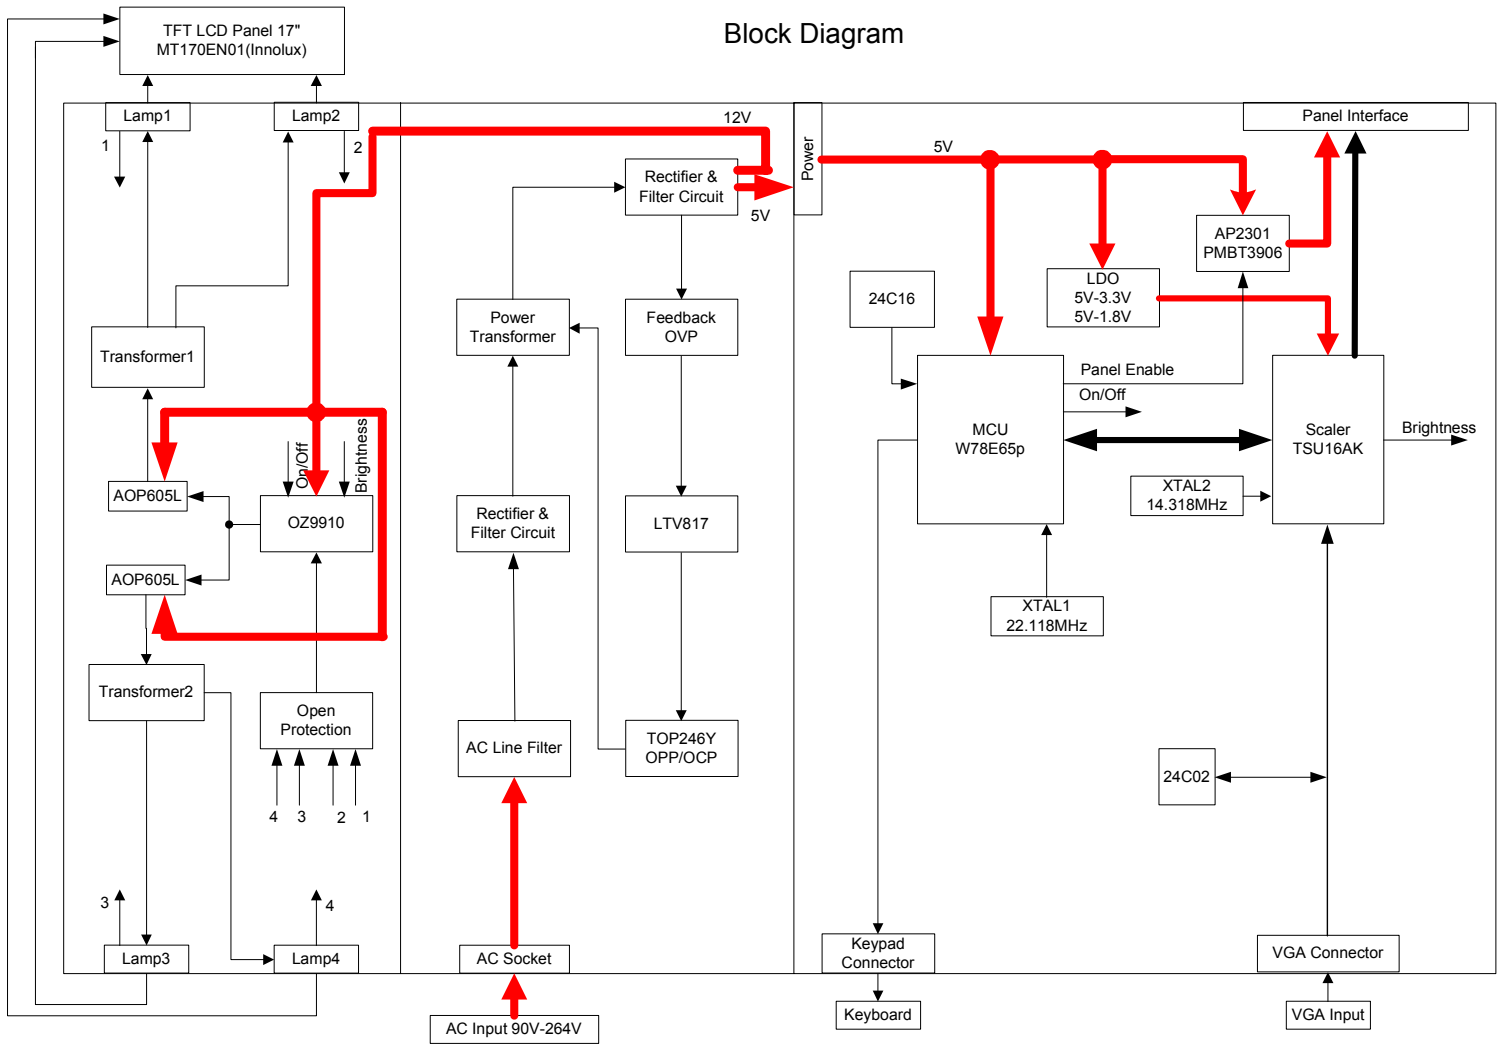 Block Diagram
TFT LCD Panel 17"
MT170EN01(Innolux)
Lamp1
Lamp2
1
2
12V
5V
Rectifier &
Filter Circuit
Power
Transformer
Feedback
OVP
Transformer1
On/Off
Brightness
AOP605L
OZ9910
AOP605L
Rectifier &
Filter Circuit
LTV817
Transformer2
Open
Protection
4
3
2
1
AC Line Filter
TOP246Y
OPP/OCP
3
4
Lamp3
Lamp4
AC Socket
AC Input 90V-264V
Power
5V
Panel Interface
AP2301
PMBT3906
24C16
LDO
5V-3.3V
5V-1.8V
Panel Enable
On/Off
MCU
W78E65p
Scaler
TSU16AK
Brightness
XTAL2
14.318MHz
XTAL1
22.118MHz
24C02
Keypad
Connector
VGA Connector
Keyboard
VGA Input